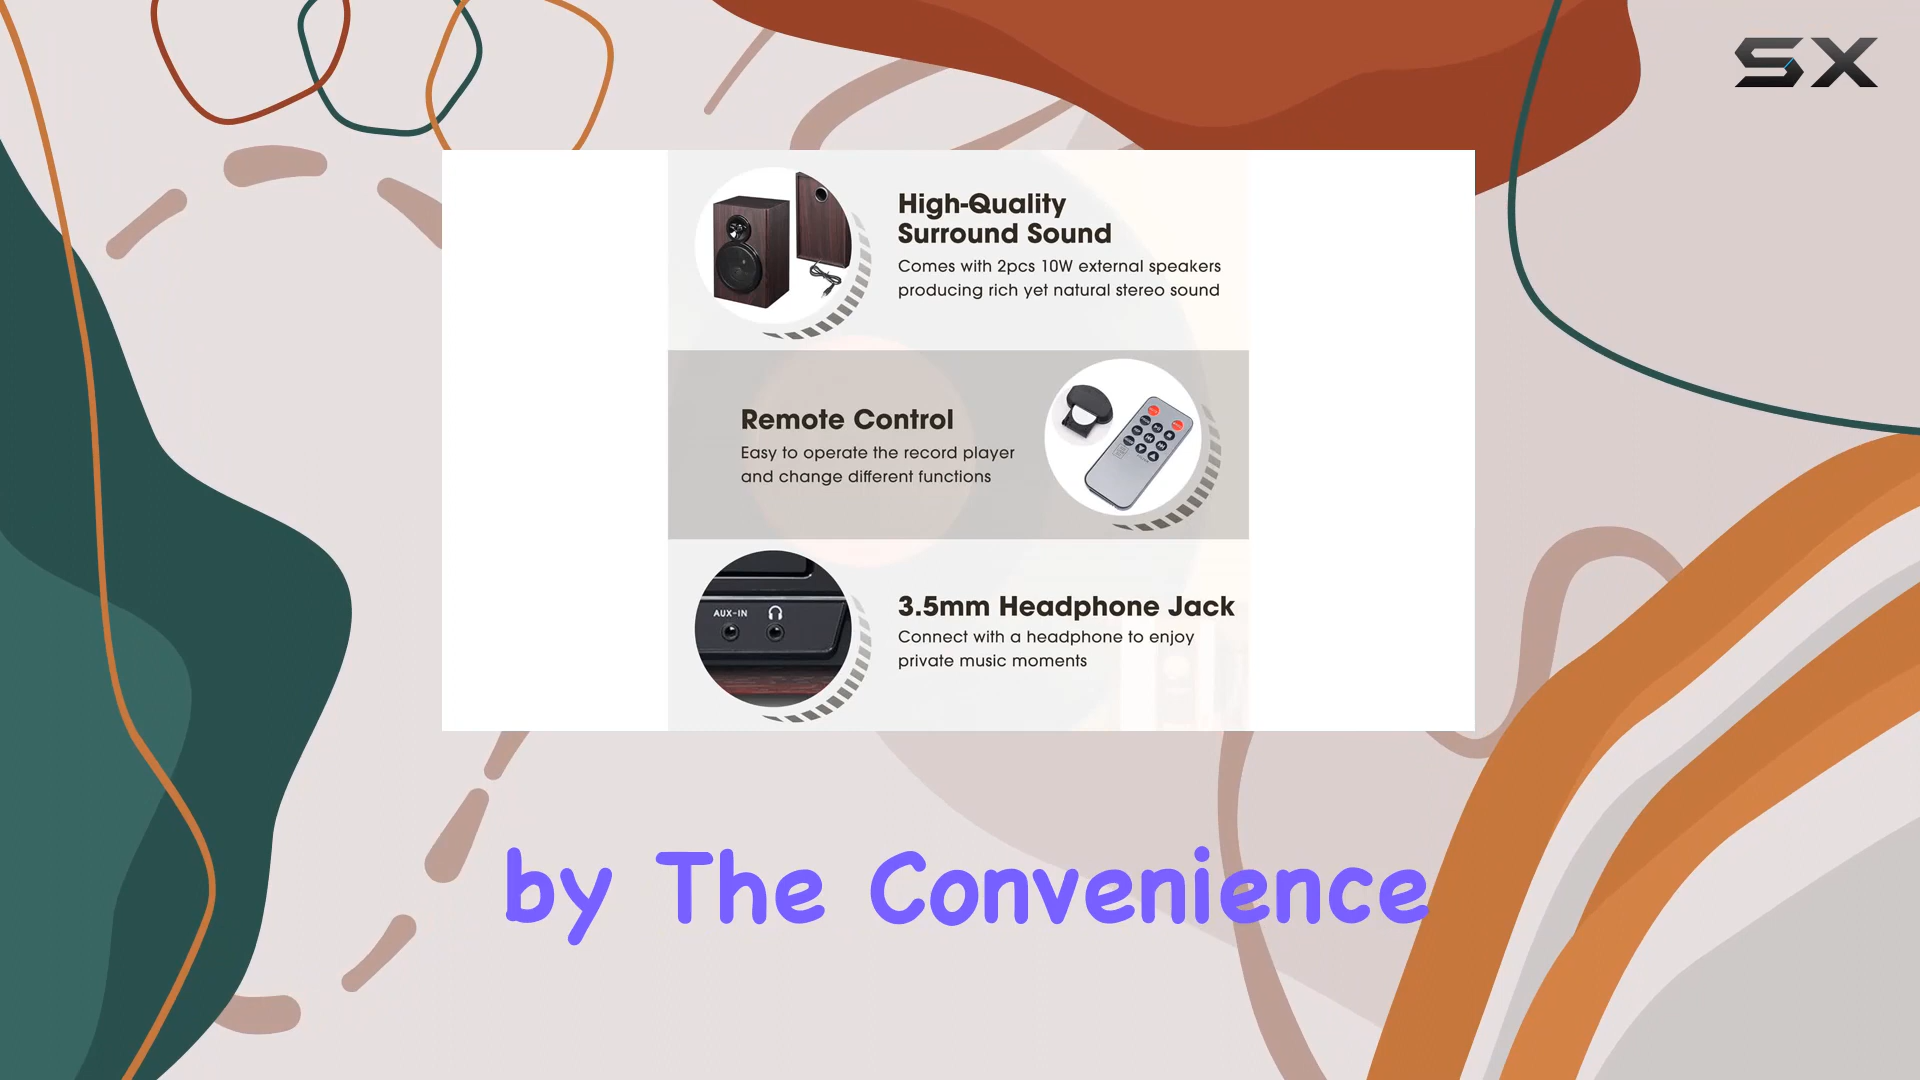 SX
High-Quality
Surround Sound
Comes with 2pcs 10W external speakers
producing rich yet natural stereo sound
Remote Control
Easy to operate the record player
and change different functions
AUX-IN
3.5mm Headphone Jack
Connect with a headphone to enjoy
private music moments
by The Convenience